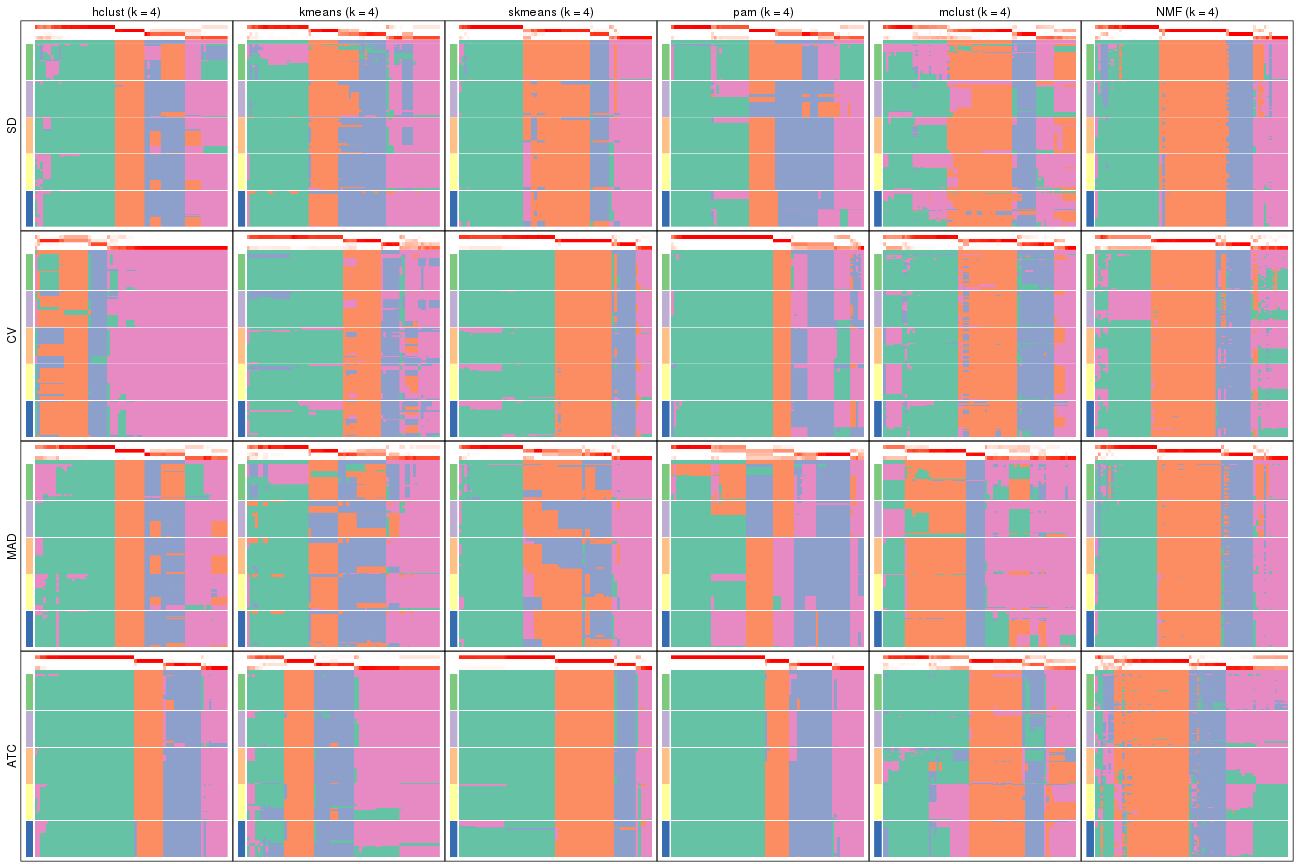 hclust (k = 4) kmeans (k = 4) skmeans (k = 4) pam (k = 4) mclust (k = 4) NMF (k = 4)
SD
CV
MAD
ATC